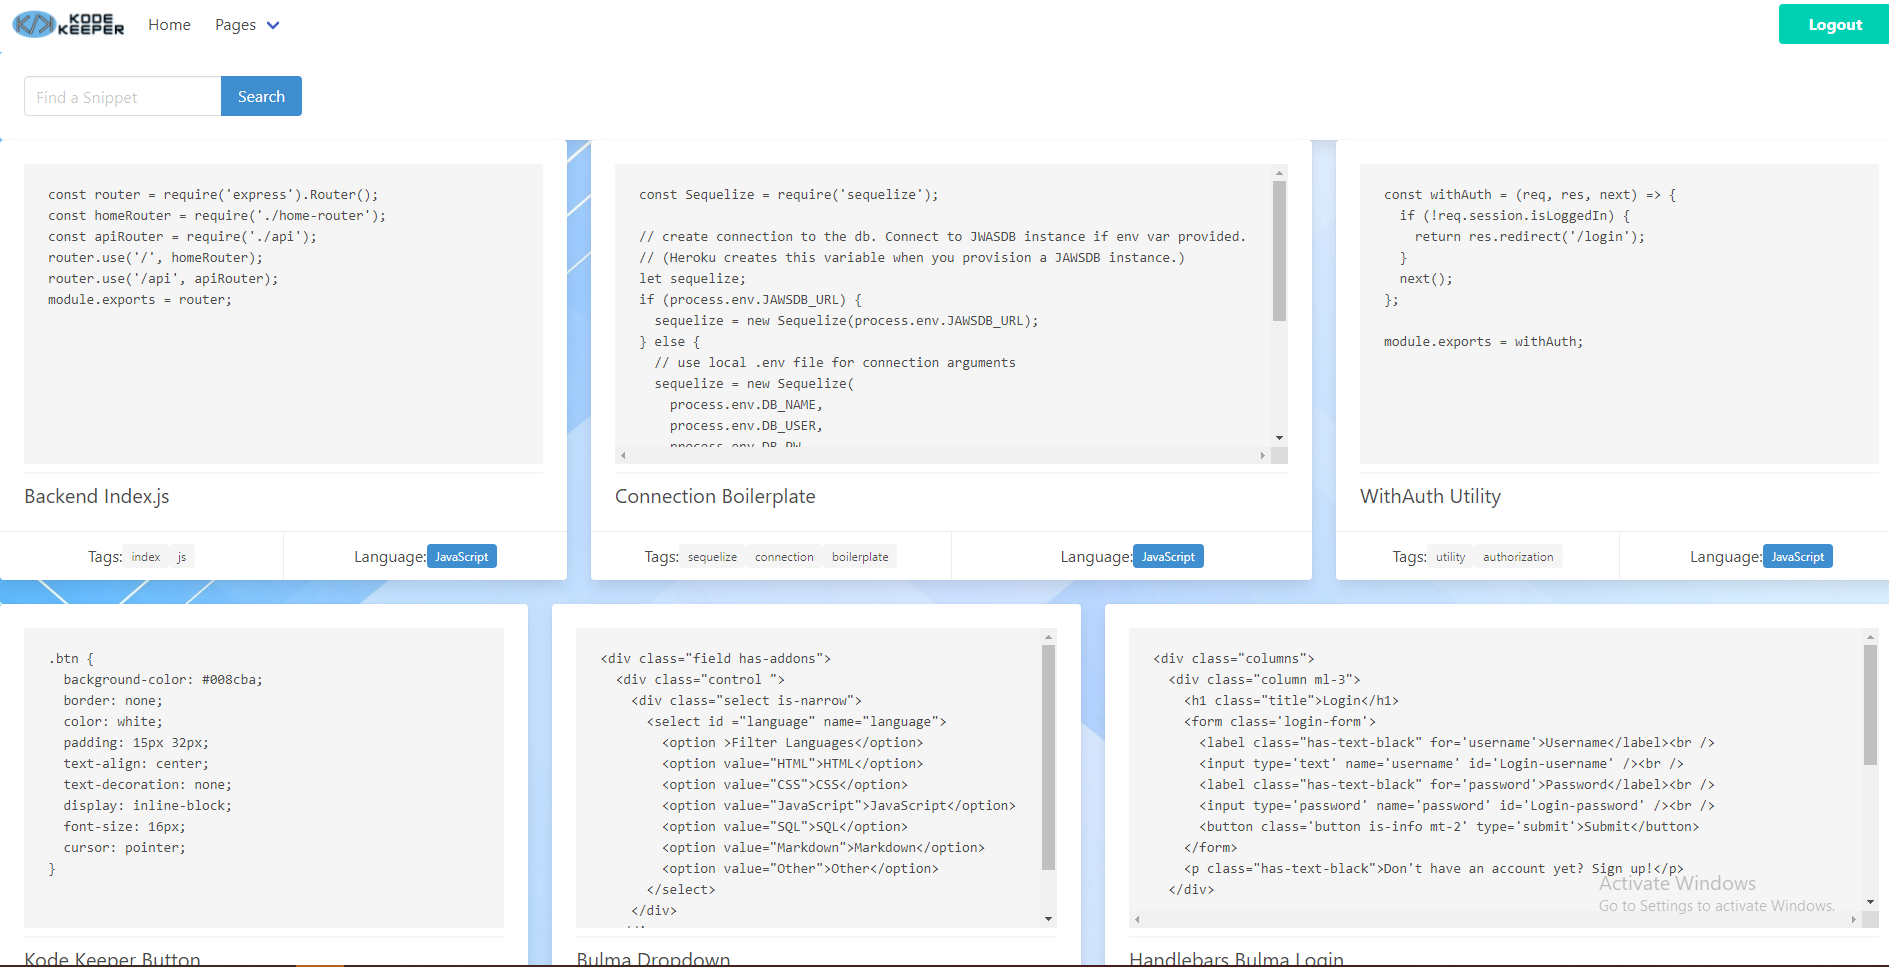 KODE
KEEPER
Home
Pages
Logout
Find a Snippet
Search
const router = require('express').Router();
const homeRouter = require('./home-router');
const apiRouter = require('./api');
router.use('/', homeRouter);
router.use('/api', apiRouter);
module.exports = router;
Backend Index.js
Tags: index js
Language: JavaScript
const Sequelize = require('sequelize');
// create connection to the db. Connect to JWASDB instance if env var provided.
// (Heroku creates this variable when you provision a JAWSDB instance.)
let sequelize;
if (process.env.JAWSDB_URL) {
  sequelize = new Sequelize(process.env.JAWSDB_URL);
} else {
  // use local .env file for connection arguments
  sequelize = new Sequelize(
    process.env.DB_NAME,
    process.env.DB_USER,
    process.env.DB_PW,
Connection Boilerplate
Tags: sequelize connection boilerplate
Language: JavaScript
const withAuth = (req, res, next) => {
  if (!req.session.isLoggedIn) {
    return res.redirect('/login');
  }
  next();
};
module.exports = withAuth;
WithAuth Utility
Tags: utility authorization
Language: JavaScript
.btn {
  background-color: #008cba;
  border: none;
  color: white;
  padding: 15px 32px;
  text-align: center;
  text-decoration: none;
  display: inline-block;
  font-size: 16px;
  cursor: pointer;
}
Kode Keeper Button
<div class="field has-addons">
  <div class="control ">
    <div class="select is-narrow">
      <select id ="language" name="language">
        <option >Filter Languages</option>
        <option value="HTML">HTML</option>
        <option value="CSS">CSS</option>
        <option value="JavaScript">JavaScript</option>
        <option value="SQL">SQL</option>
        <option value="Markdown">Markdown</option>
        <option value="Other">Other</option>
      </select>
    </div>
Bulma Dropdown
<div class="columns">
  <div class="column ml-3">
    <h1 class="title">Login</h1>
    <form class='login-form'>
      <label class="has-text-black" for='username'>Username</label><br />
      <input type='text' name='username' id='Login-username' /><br />
      <label class="has-text-black" for='password'>Password</label><br />
      <input type='password' name='password' id='Login-password' /><br />
      <button class='button is-info mt-2' type='submit'>Submit</button>
    </form>
    <p class="has-text-black">Don't have an account yet? Sign up!</p>
  </div>
Handlebars Bulma Login
Activate Windows
Go to Settings to activate Windows.